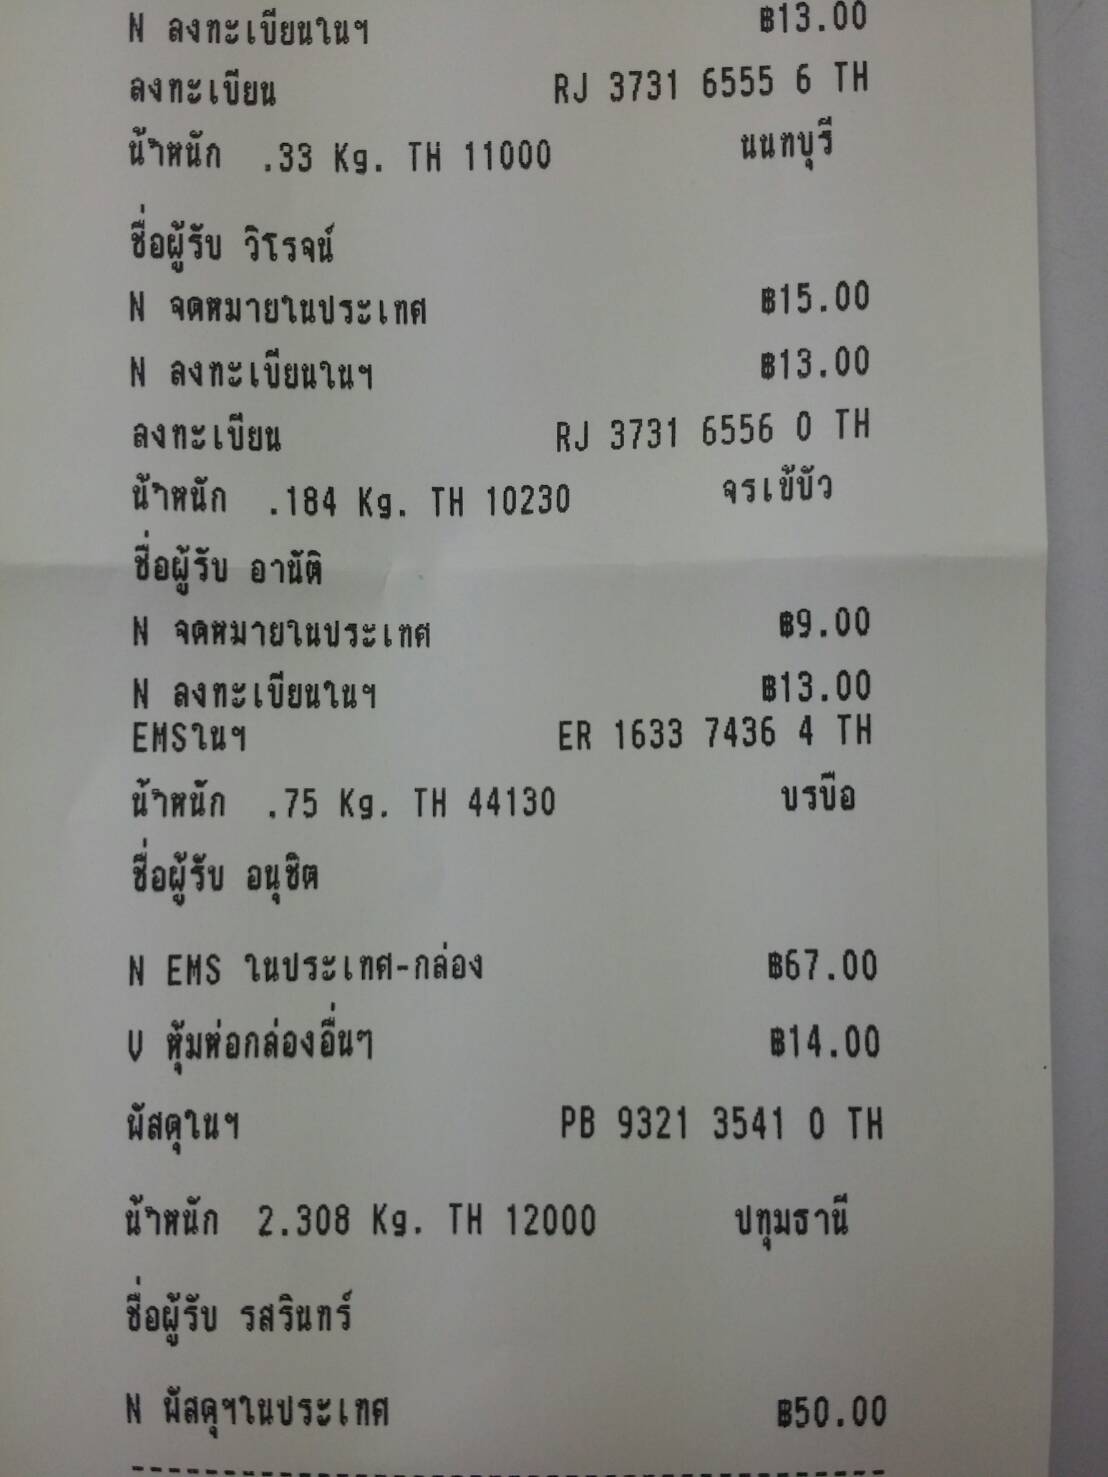 N ลงทะเบียนในฯ ฿13.00
ลงทะเบียน RJ 3731 6555 6 TH
น้ำหนัก .33 Kg. TH 11000 นนทบุรี
ชื่อผู้รับ วิโรจน์
N จดหมายในประเทศ ฿15.00
N ลงทะเบียนในฯ ฿13.00
ลงทะเบียน RJ 3731 6556 0 TH
น้ำหนัก .184 Kg. TH 10230 จรเข้บัว
ชื่อผู้รับ อานัติ
N จดหมายในประเทศ ฿9.00
N ลงทะเบียนในฯ ฿13.00
EMSในฯ ER 1633 7436 4 TH
น้ำหนัก .75 Kg. TH 44130 บรบือ
ชื่อผู้รับ อนุชิต
N EMS ในประเทศ-กล่อง ฿67.00
V หุ้มห่อกล่องอื่นๆ ฿14.00
พัสดุในฯ PB 9321 3541 0 TH
น้ำหนัก 2.308 Kg. TH 12000 ปทุมธานี
ชื่อผู้รับ รสรินทร์
N พัสดุฯในประเทศ ฿50.00